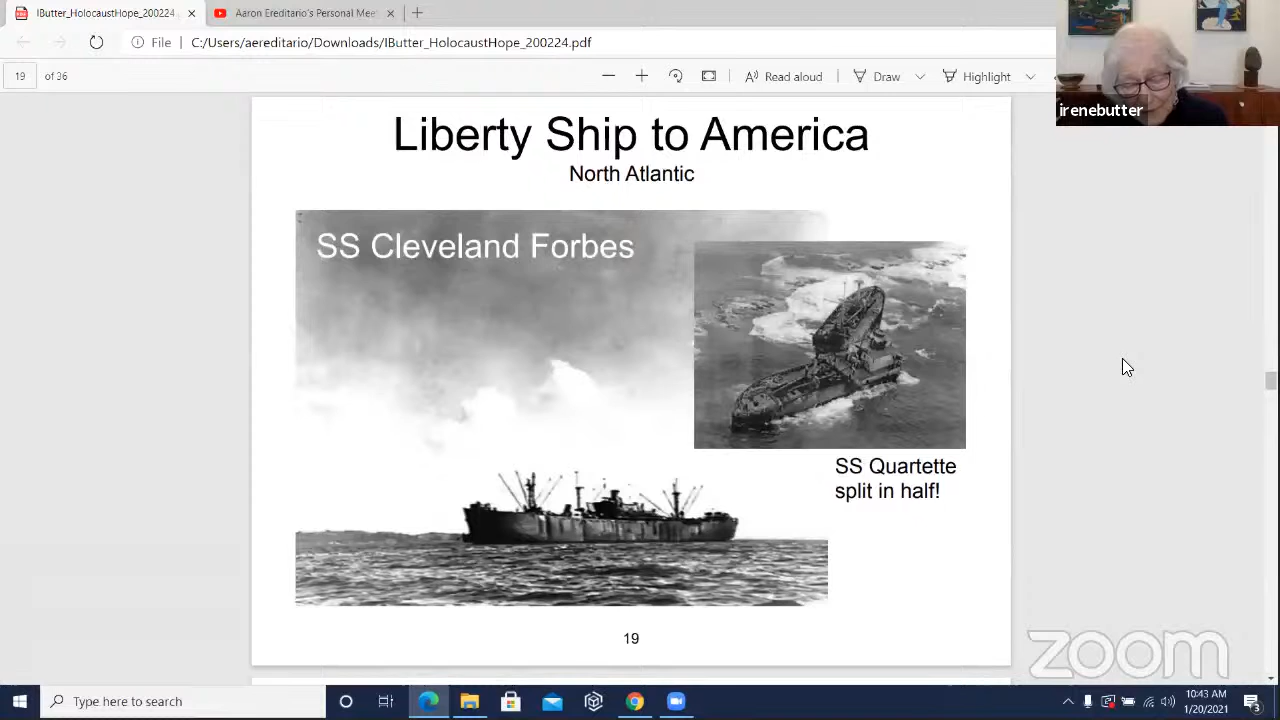 IButter_HolocaustHope_200224.
Aaron Ereditario's Personal Mee
File
C:/Users/aereditario/Downloads/IButter_HolocaustHope_200224.pdf
19 of 36
Read aloud
Draw
Highlight
irenebutter
Liberty Ship to America
North Atlantic
SS Cleveland Forbes
SS Quartette
split in half!
19
zoom
Type here to search
10:43 AM
1/20/2021
3